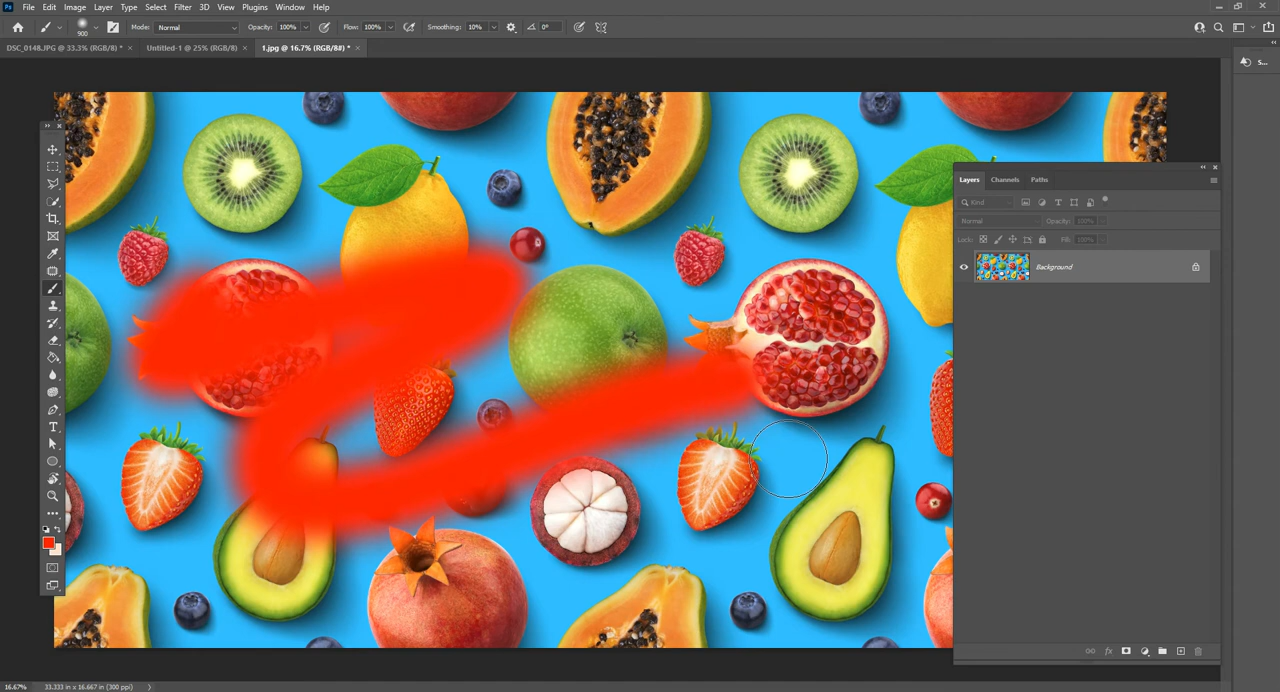 Ps File Edit Image Layer Type Select Filter 3D View Plugins Window Help
900 Mode: Normal Opacity: 100% Flow: 100% Smoothing: 10% 0°
DSC_0148.JPG @ 33.3% (RGB/8) * × Untitled-1 @ 25% (RGB/8) × 1.jpg @ 16.7% (RGB/8#) * ×
S...
Layers Channels Paths
Kind
Normal Opacity: 100%
Lock: Fill: 100%
Background
T
fx
16.67% 33.333 in x 16.667 in (300 ppi)